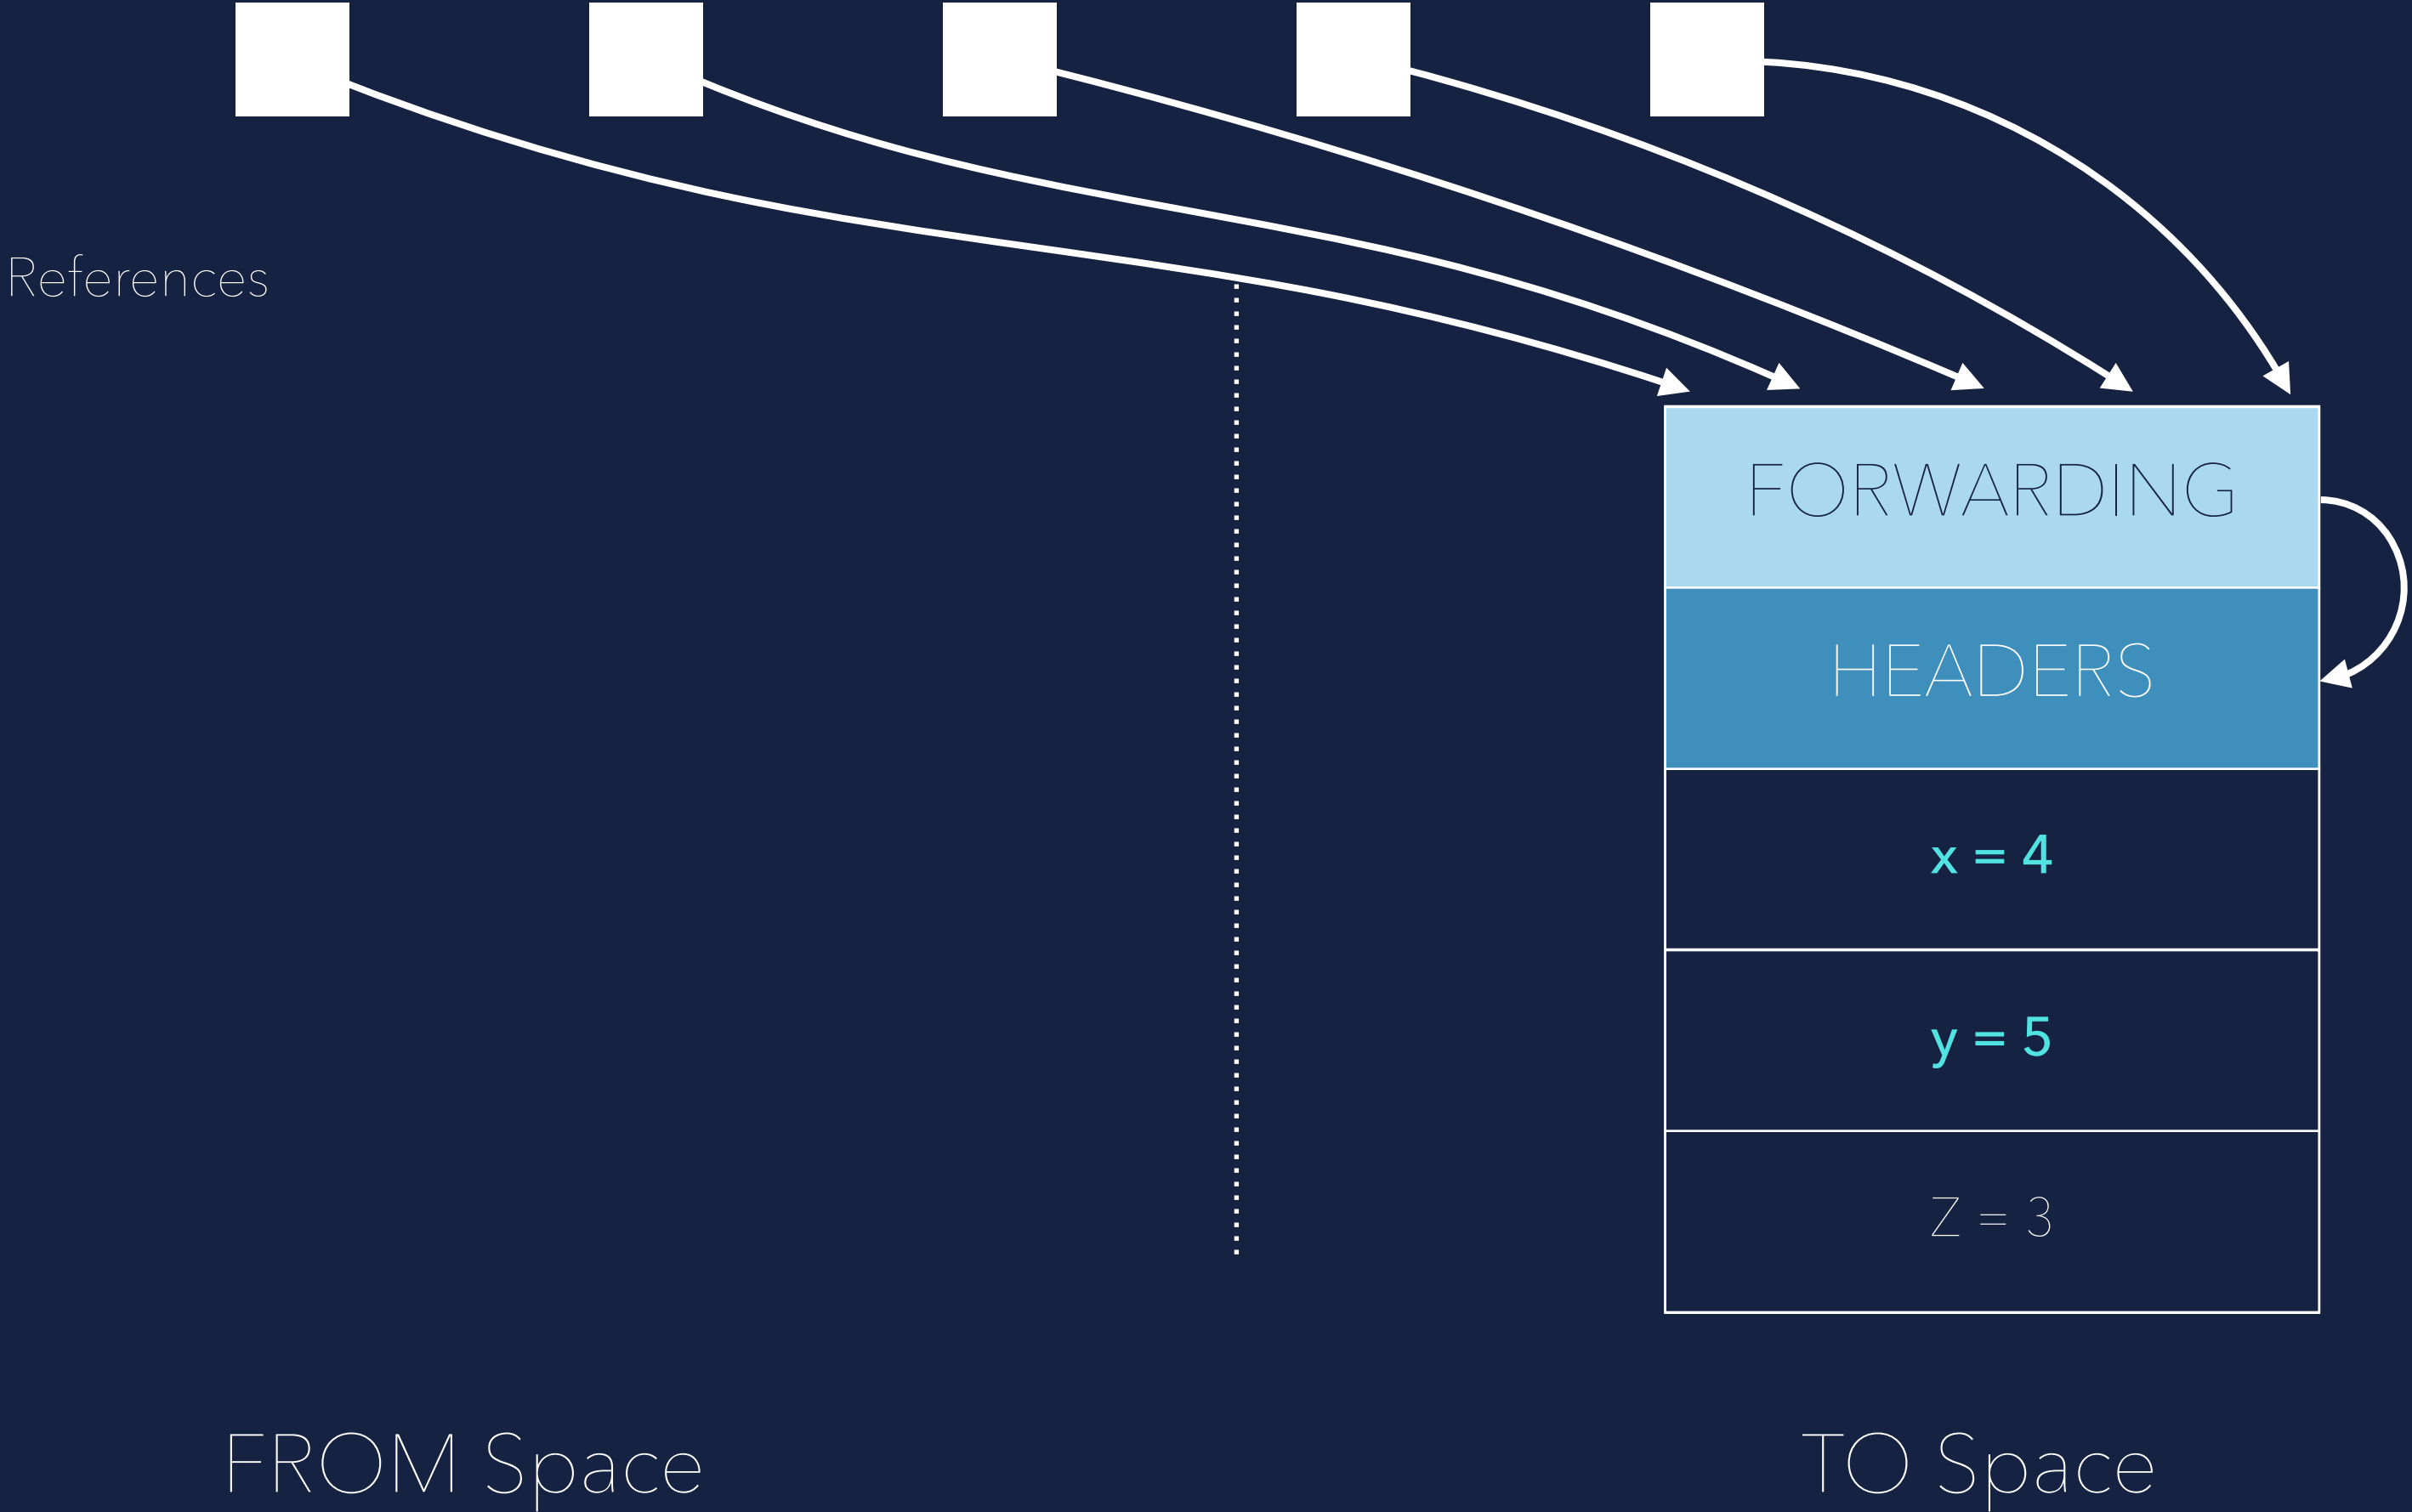 References
FORWARDING
HEADERS
x = 4
y = 5
Z = 3
FROM Space
TO Space